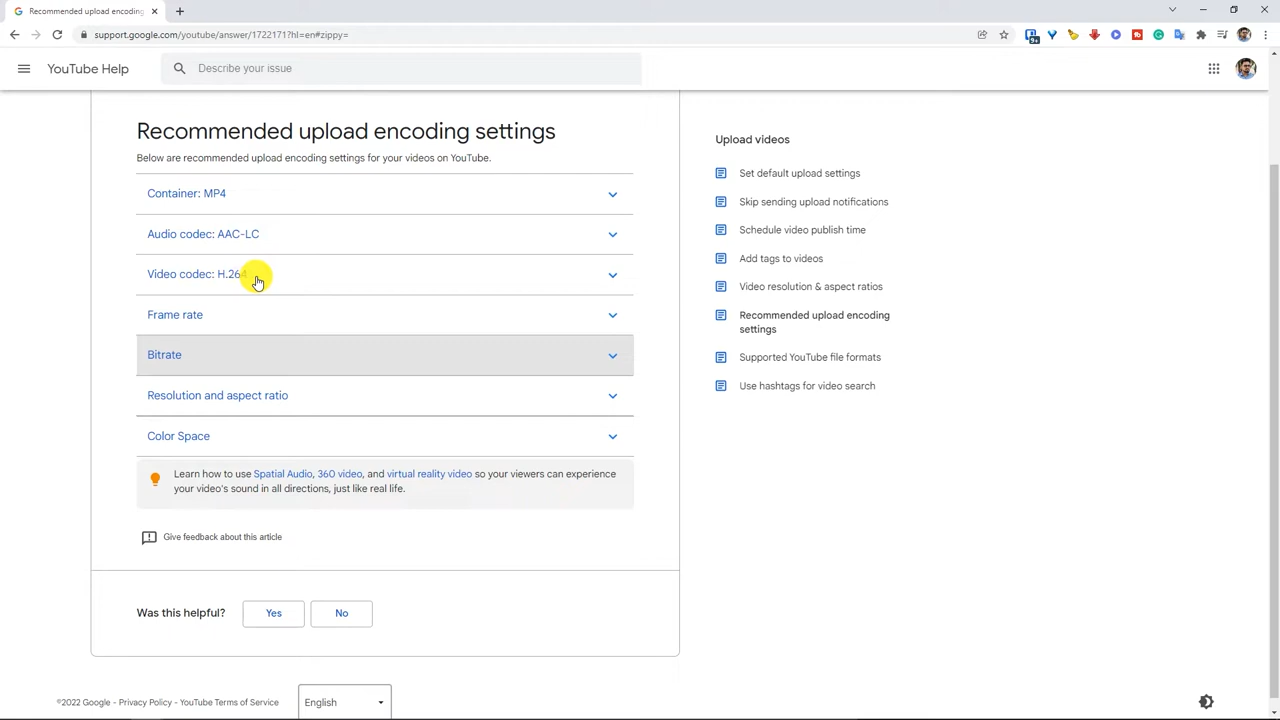 Recommended upload encoding
support.google.com/youtube/answer/1722171?hl=en#zippy=
YouTube Help
Describe your issue
Recommended upload encoding settings
Below are recommended upload encoding settings for your videos on YouTube.
Container: MP4
Audio codec: AAC-LC
Video codec: H.264
Frame rate
Bitrate
Resolution and aspect ratio
Color Space
Learn how to use Spatial Audio, 360 video, and virtual reality video so your viewers can experience
your video's sound in all directions, just like real life.
Give feedback about this article
Was this helpful?
Yes
No
Upload videos
Set default upload settings
Skip sending upload notifications
Schedule video publish time
Add tags to videos
Video resolution & aspect ratios
Recommended upload encoding
settings
Supported YouTube file formats
Use hashtags for video search
©2022 Google - Privacy Policy - YouTube Terms of Service
English